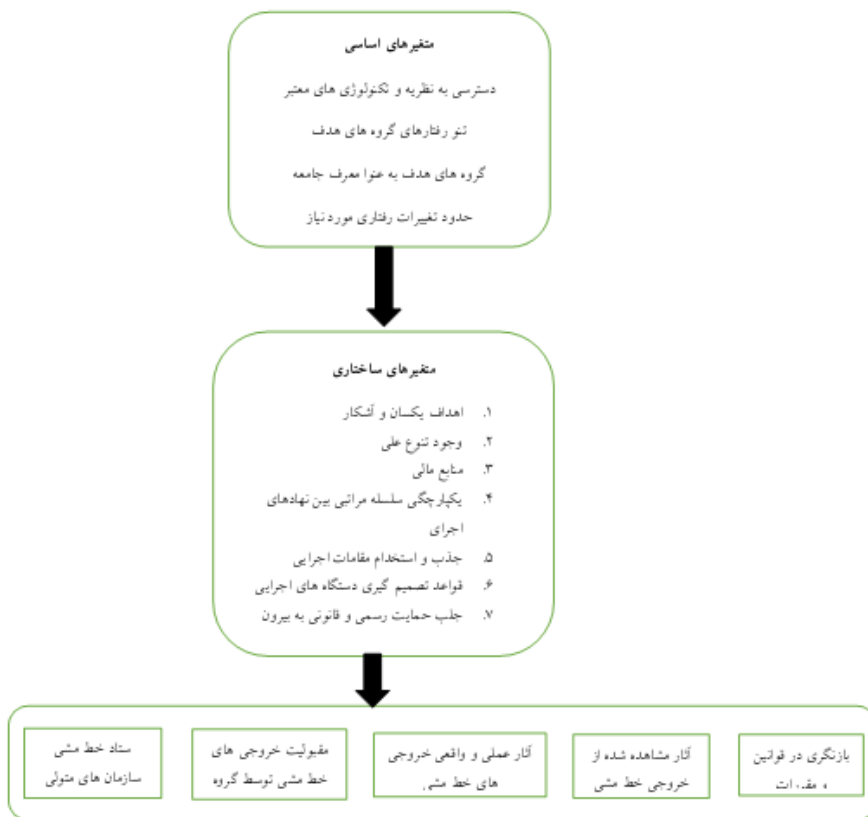 متغیرهای اساسی
دسترسی به نظریه و تکنولوژی های معتبر
تنو رفتارهای گروه های هدف
گروه های هدف به عنوا معرف جامعه
حدود تغییرات رفتاری مورد نیاز
متغیرهای ساختاری
۱. اهداف یکسان و آشکار
۲. وجود تنوع علی
۳. منابع مالی
۴. یکپارچگی سلسله مراتبی بین نهادهای
اجرای
۵. جذب و استخدام مقامات اجرایی
۶. قواعد تصمیم گیری دستگاه های اجرایی
۷. جلب حمایت رسمی و قانونی به بیرون
بازنگری در قوانین
و مقررات
آثار مشاهده شده از
خروجی خط مشی
آثار عملی و واقعی خروجی
های خط مشی
مقبولیت خروجی های
خط مشی توسط گروه
ستاد خط مشی
سازمان های متولی